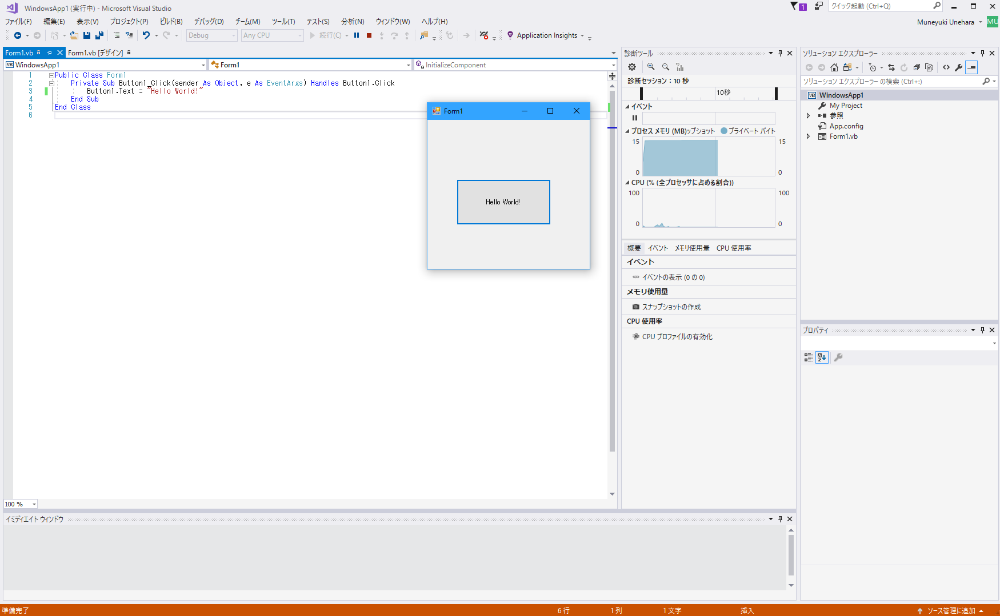 WindowsApp1 (実行中) - Microsoft Visual Studio
1
クイック起動 (Ctrl+Q)
ファイル(F) 編集(E) 表示(V) プロジェクト(P) ビルド(B) デバッグ(D) チーム(M) ツール(T) テスト(S) 分析(N) ウィンドウ(W) ヘルプ(H)
Muneyuki Unehara MU
Debug Any CPU 続行(C) Application Insights
Form1.vb Form1.vb [デザイン]
WindowsApp1 Form1 InitializeComponent
1 Public Class Form1
2 Private Sub Button1_Click(sender As Object, e As EventArgs) Handles Button1.Click
3 Button1.Text = "Hello World!"
4 End Sub
5 End Class
6
Form1
Hello World!
100 %
診断ツール
診断セッション：10 秒
10秒
イベント
プロセス メモリ (MB)ップショット プライベート バイト
15 15
0 0
CPU (% (全プロセッサに占める割合))
100 100
0 0
概要 イベント メモリ使用量 CPU 使用率
イベント
イベントの表示 (0 の 0)
メモリ使用量
スナップショットの作成
CPU 使用率
CPU プロファイルの有効化
ソリューション エクスプローラー
ソリューション エクスプローラー の検索 (Ctrl+:)
VB WindowsApp1
My Project
参照
App.config
Form1.vb
プロパティ
イミディエイト ウィンドウ
準備完了 6 行 1 列 1 文字 挿入 ソース管理に追加